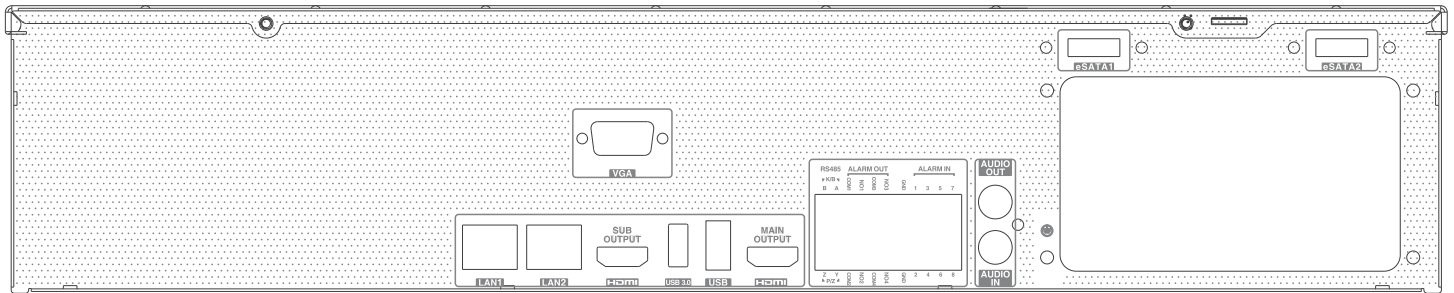 eSATA1
eSATA2
VGA
RS485 ALARM OUT ALARM IN
K/B
B A COM1 NO1 COM3 NO3 GND 1 3 5 7
Z Y COM2 NO2 COM4 NO4 GND 2 4 6 8
P/Z
AUDIO
OUT
AUDIO
IN
SUB
OUTPUT
MAIN
OUTPUT
LAN1
LAN2
HDMI
USB 3.0
USB
HDMI